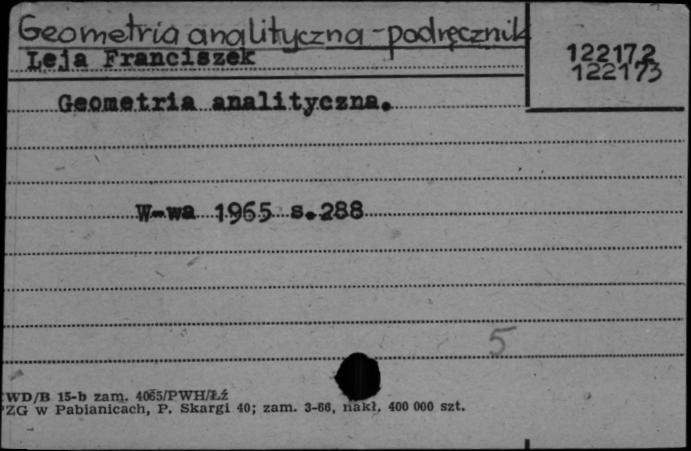 Geometria analityczna - podręcznik
Leja Franciszek
122172
122173
Geometria analityczna.
W-wa 1965 s.288
5
WD/B 15-b zam. 4065/PWH/Łź
PZG w Pabianicach, P. Skargi 40; zam. 3-66, nakł. 400 000 szt.